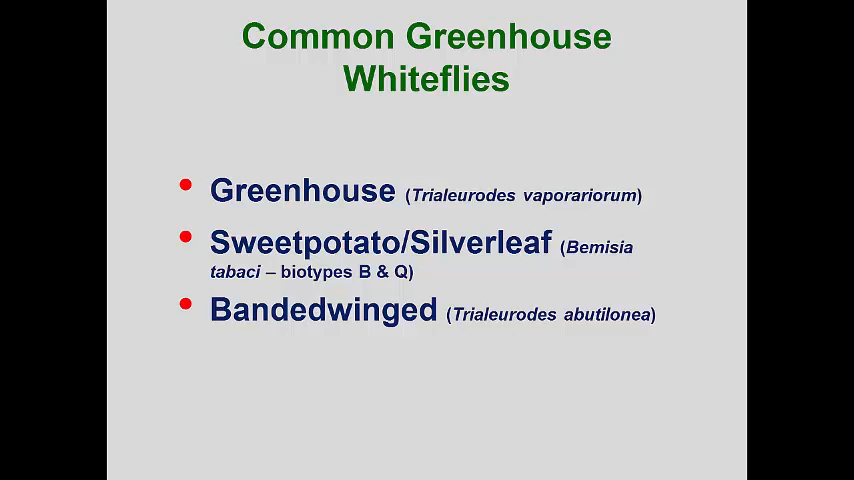 Common Greenhouse
Whiteflies
• Greenhouse (Trialeurodes vaporariorum)
• Sweetpotato/Silverleaf (Bemisia
tabaci – biotypes B & Q)
• Bandedwinged (Trialeurodes abutilonea)